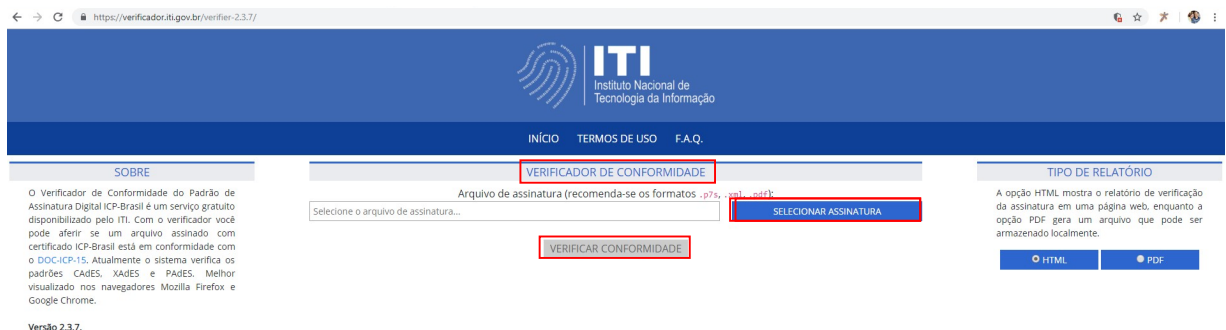 https://verificador.iti.gov.br/verifier-2.3.7/
ITI
Instituto Nacional de
Tecnologia da Informação
INÍCIO TERMOS DE USO F.A.Q.
SOBRE
O Verificador de Conformidade do Padrão de
Assinatura Digital ICP-Brasil é um serviço gratuito
disponibilizado pelo ITI. Com o verificador você
pode aferir se um arquivo assinado com
certificado ICP-Brasil está em conformidade com
o DOC-ICP-15. Atualmente o sistema verifica os
padrões CAdES, XAdES e PAdES. Melhor
visualizado nos navegadores Mozilla Firefox e
Google Chrome.
Versão 2.3.7.
VERIFICADOR DE CONFORMIDADE
Arquivo de assinatura (recomenda-se os formatos .p7s, .xml, .pdf):
Selecione o arquivo de assinatura...
SELECIONAR ASSINATURA
VERIFICAR CONFORMIDADE
TIPO DE RELATÓRIO
A opção HTML mostra o relatório de verificação
da assinatura em uma página web, enquanto a
opção PDF gera um arquivo que pode ser
armazenado localmente.
HTML PDF